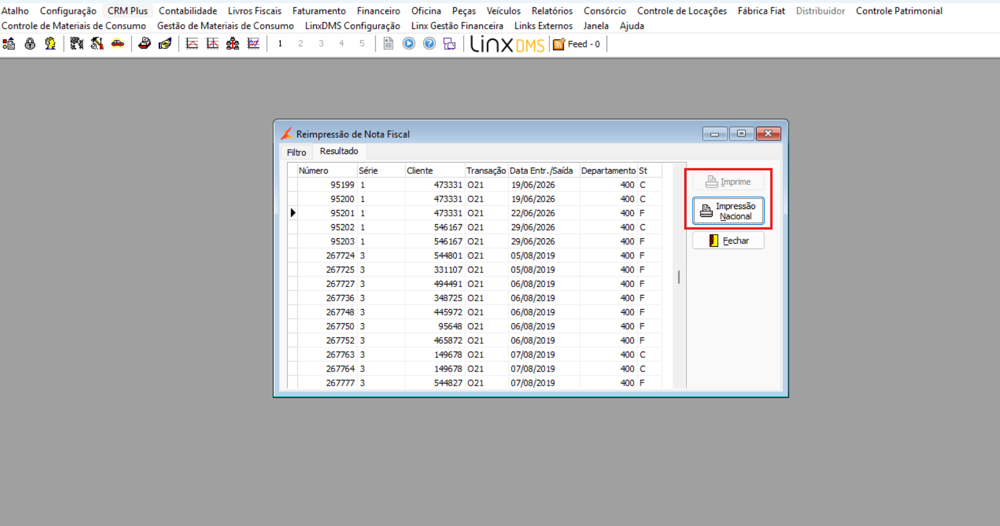 Atalho Configuração CRM Plus Contabilidade Livros Fiscais Faturamento Financeiro Oficina Peças Veículos Relatórios Consórcio Controle de Locações Fábrica Fiat Distribuidor Controle Patrimonial
Controle de Materiais de Consumo Gestão de Materiais de Consumo LinxDMS Configuração Linx Gestão Financeira Links Externos Janela Ajuda
1 2 3 4 5 Linx DMS Feed - 0
Reimpressão de Nota Fiscal
Filtro Resultado
Número Série Cliente Transação Data Entr./Saída Departamento St
95199 1 473331 O21 19/06/2026 400 C
95200 1 473331 O21 19/06/2026 400 C
95201 1 473331 O21 22/06/2026 400 F
95202 1 546167 O21 29/06/2026 400 C
95203 1 546167 O21 29/06/2026 400 F
267724 3 544801 O21 05/08/2019 400 F
267725 3 331107 O21 05/08/2019 400 F
267727 3 494491 O21 06/08/2019 400 F
267736 3 348725 O21 06/08/2019 400 F
267748 3 445972 O21 06/08/2019 400 F
267750 3 95648 O21 06/08/2019 400 F
267752 3 465872 O21 06/08/2019 400 F
267763 3 149678 O21 07/08/2019 400 C
267764 3 149678 O21 07/08/2019 400 C
267777 3 544827 O21 07/08/2019 400 F
Imprime
Impressão
Nacional
Fechar